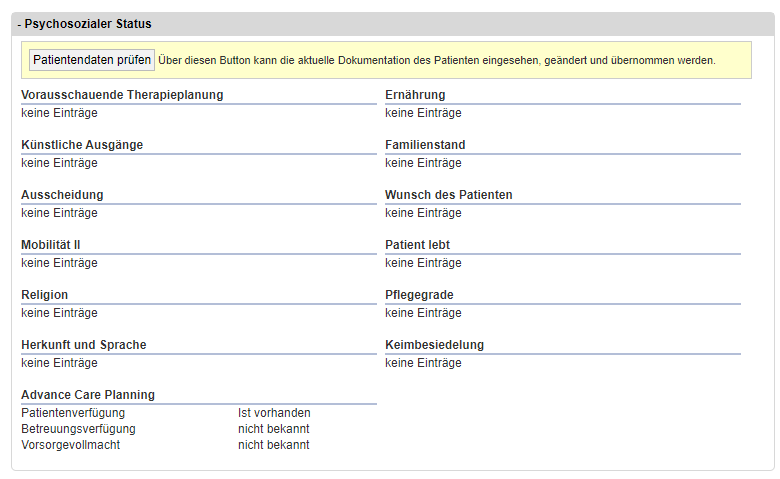 - Psychosozialer Status
Patientendaten prüfen Über diesen Button kann die aktuelle Dokumentation des Patienten eingesehen, geändert und übernommen werden.
Vorausschauende Therapieplanung
keine Einträge
Ernährung
keine Einträge
Künstliche Ausgänge
keine Einträge
Familienstand
keine Einträge
Ausscheidung
keine Einträge
Wunsch des Patienten
keine Einträge
Mobilität II
keine Einträge
Patient lebt
keine Einträge
Religion
keine Einträge
Pflegegrade
keine Einträge
Herkunft und Sprache
keine Einträge
Keimbesiedelung
keine Einträge
Advance Care Planning
Patientenverfügung Ist vorhanden
Betreuungsverfügung nicht bekannt
Vorsorgevollmacht nicht bekannt